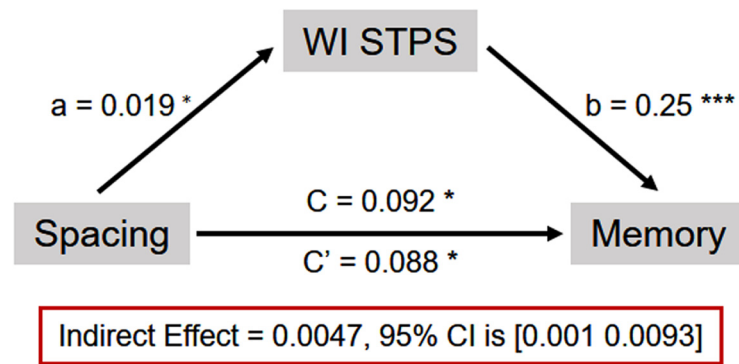 WI STPS
a = 0.019 *
b = 0.25 ***
C = 0.092 *
Spacing
Memory
C’ = 0.088 *
Indirect Effect = 0.0047, 95% CI is [0.001 0.0093]